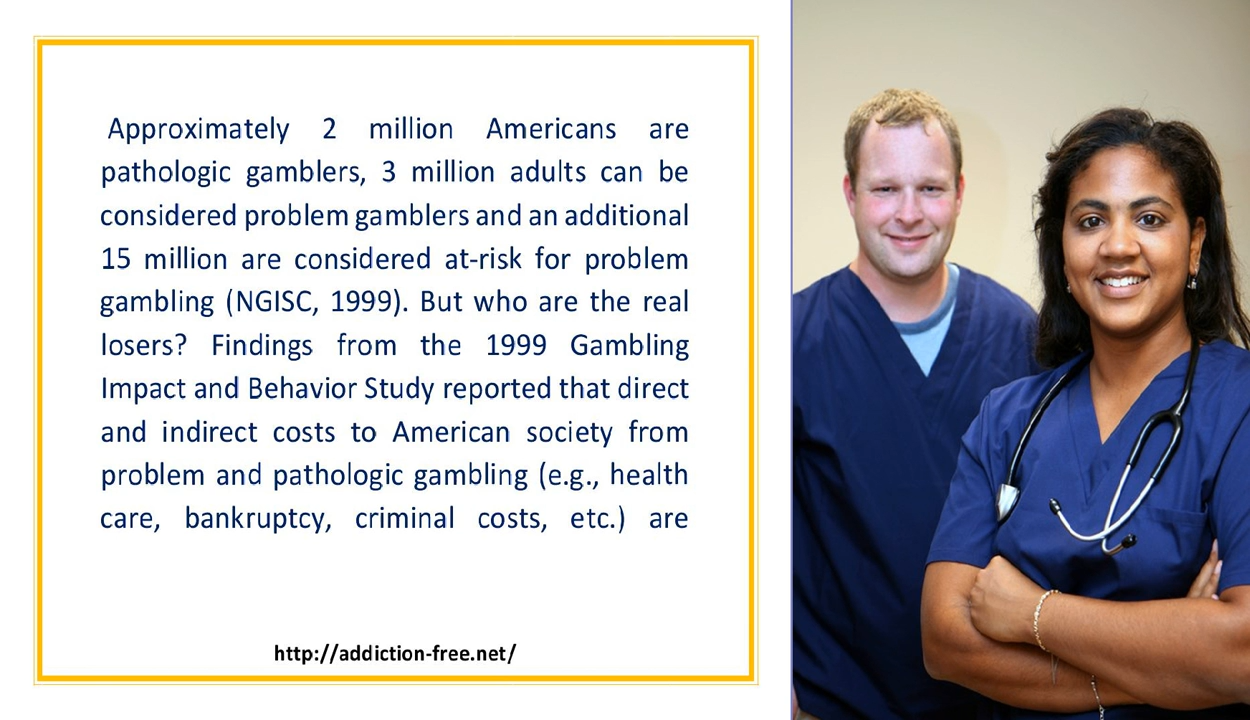 Approximately 2 million Americans are
pathologic gamblers, 3 million adults can be
considered problem gamblers and an additional
15 million are considered at-risk for problem
gambling (NGISC, 1999). But who are the real
losers? Findings from the 1999 Gambling
Impact and Behavior Study reported that direct
and indirect costs to American society from
problem and pathologic gambling (e.g., health
care, bankruptcy, criminal costs, etc.) are
http://addiction-free.net/